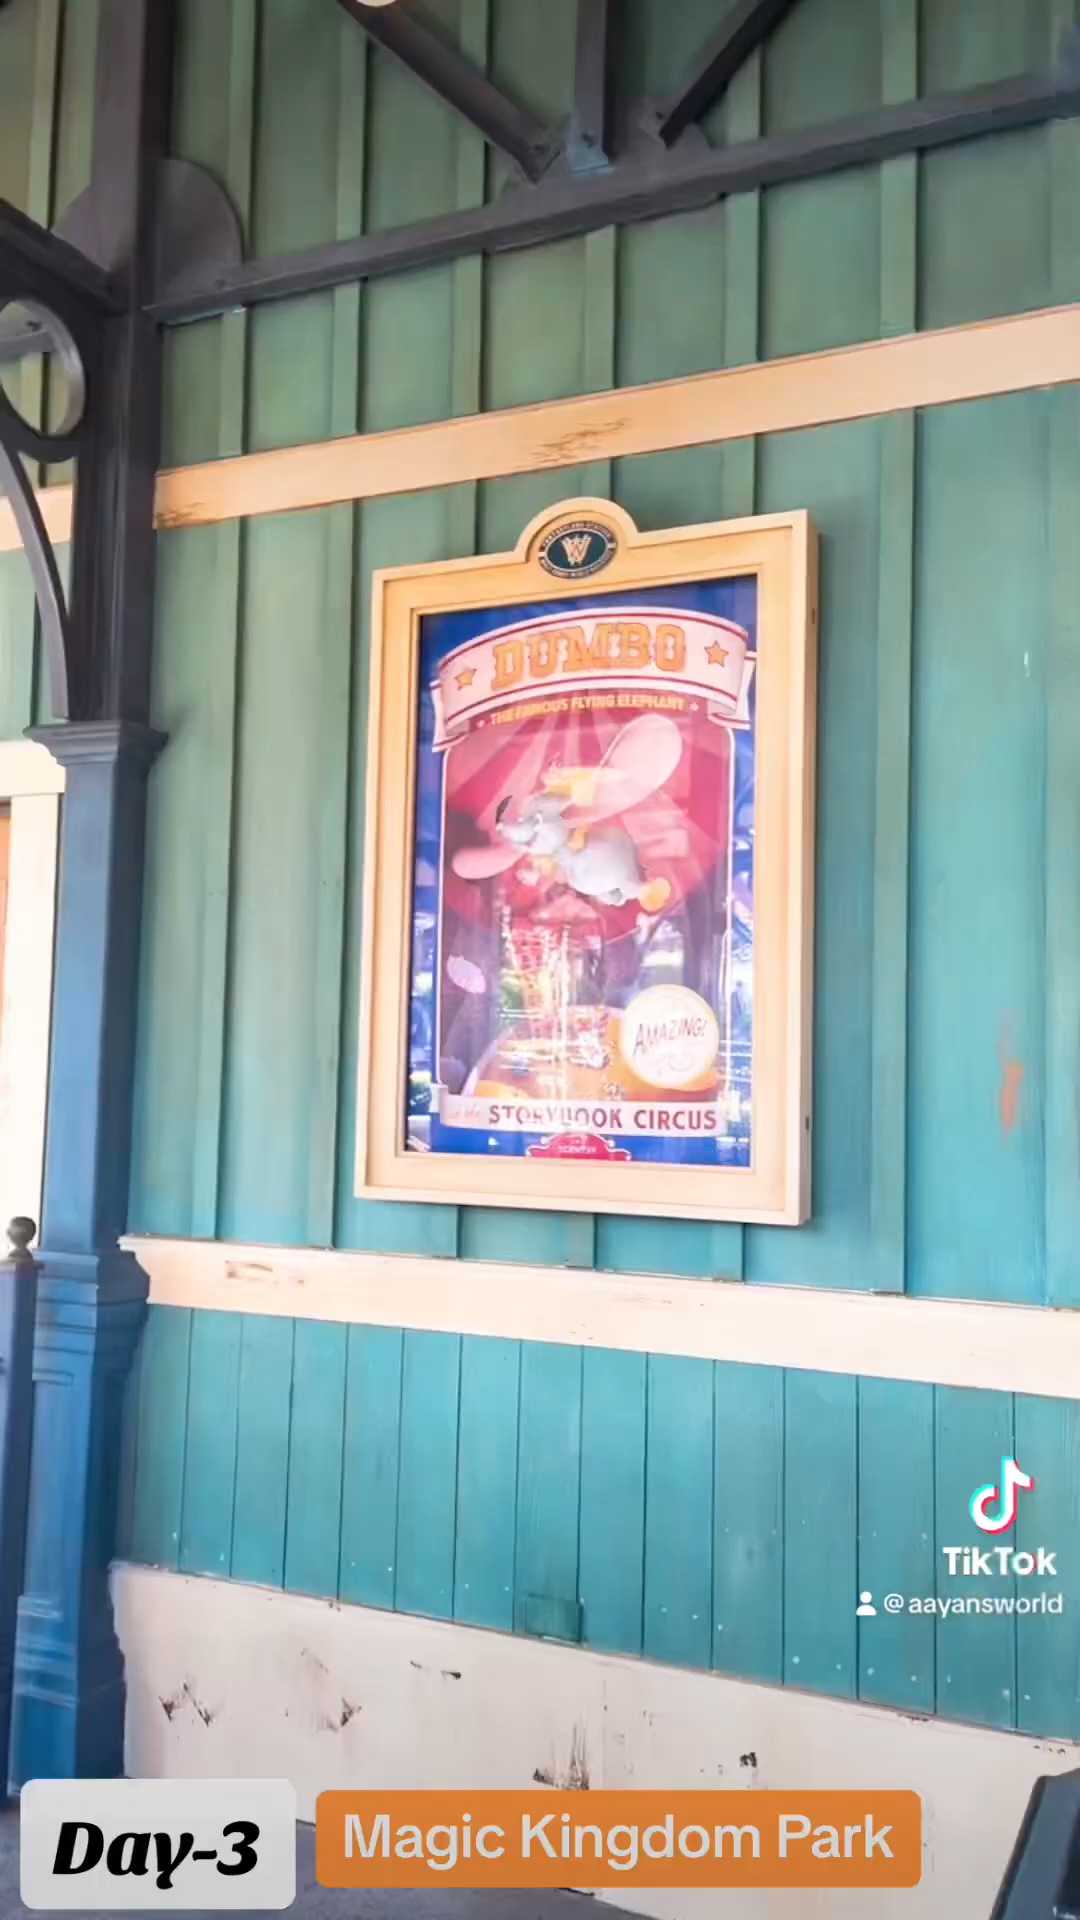 DUMBO
THE FAMOUS FLYING ELEPHANT
AMAZING!
STORYBOOK CIRCUS
TikTok
@aayansworld
Day-3
Magic Kingdom Park